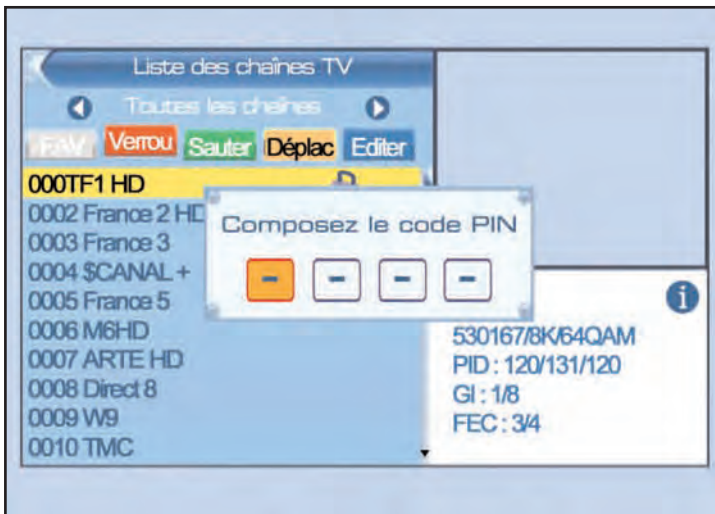 Liste des chaînes TV
Toutes les chaînes
FAV Verrou Sauter Déplac Editer
000TF1 HD
0002 France 2 HD
0003 France 3
0004 $CANAL +
0005 France 5
0006 M6HD
0007 ARTE HD
0008 Direct 8
0009 W9
0010 TMC
Composez le code PIN
- - - -
i
530167/8K/64QAM
PID : 120/131/120
GI : 1/8
FEC : 3/4